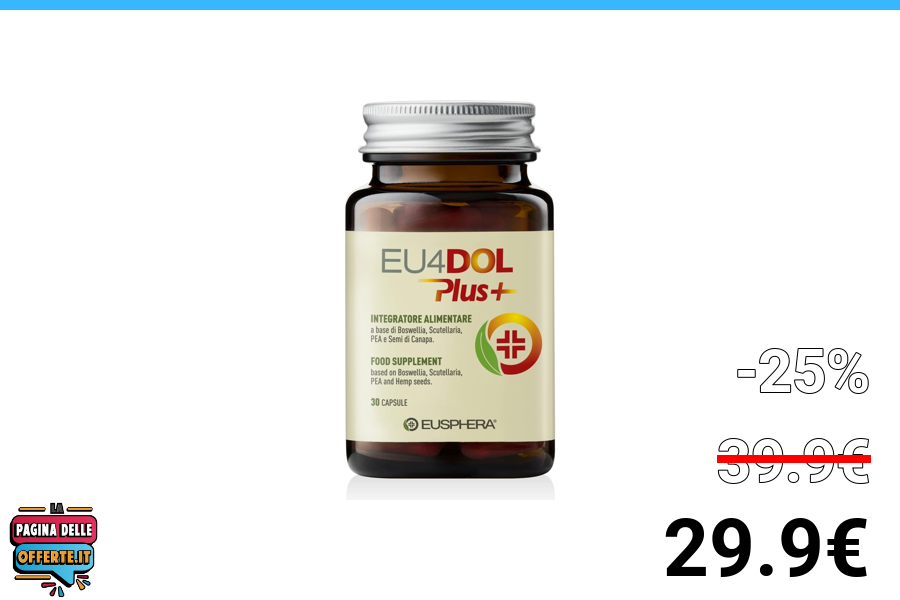 EU4DOL
Plus+
INTEGRATORE ALIMENTARE
a base di Boswellia, Scutellaria,
PEA e Semi di Canapa.
FOOD SUPPLEMENT
based on Boswellia, Scutellaria,
PEA and Hemp seeds.
30 CAPSULE
EUSPHERA®
-25%
39.9€
29.9€
LA
PAGINA DELLE
OFFERTE.IT